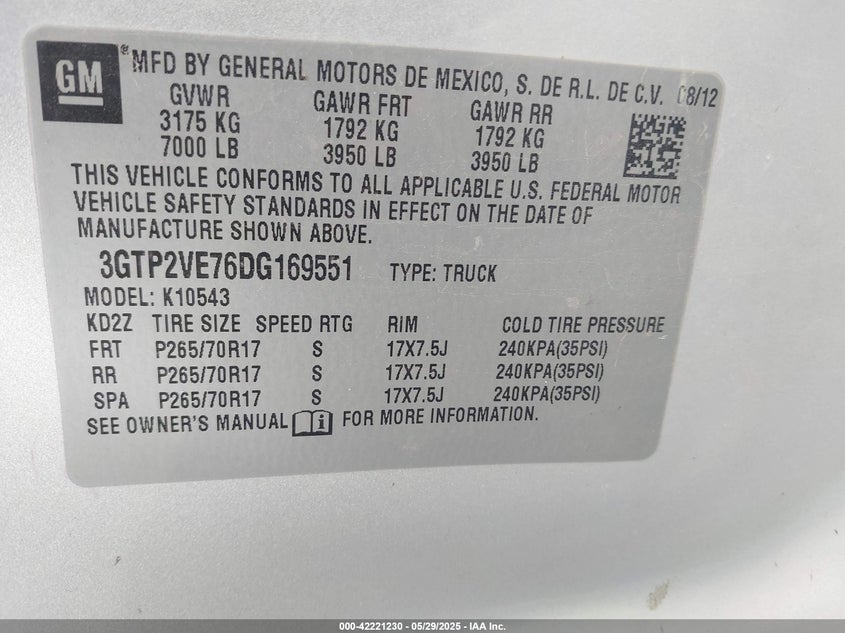 GM
® MFD BY GENERAL MOTORS DE MEXICO, S. DE R.L. DE C.V. 08/12
GVWR GAWR FRT GAWR RR
3175 KG 1792 KG 1792 KG
7000 LB 3950 LB 3950 LB
THIS VEHICLE CONFORMS TO ALL APPLICABLE U.S. FEDERAL MOTOR
VEHICLE SAFETY STANDARDS IN EFFECT ON THE DATE OF
MANUFACTURE SHOWN ABOVE.
3GTP2VE76DG169551 TYPE: TRUCK
MODEL: K10543
KD2Z TIRE SIZE SPEED RTG RIM COLD TIRE PRESSURE
FRT P265/70R17 S 17X7.5J 240KPA(35PSI)
RR P265/70R17 S 17X7.5J 240KPA(35PSI)
SPA P265/70R17 S 17X7.5J 240KPA(35PSI)
SEE OWNER'S MANUAL i FOR MORE INFORMATION.
000-42221230 - 05/29/2025 - IAA Inc.